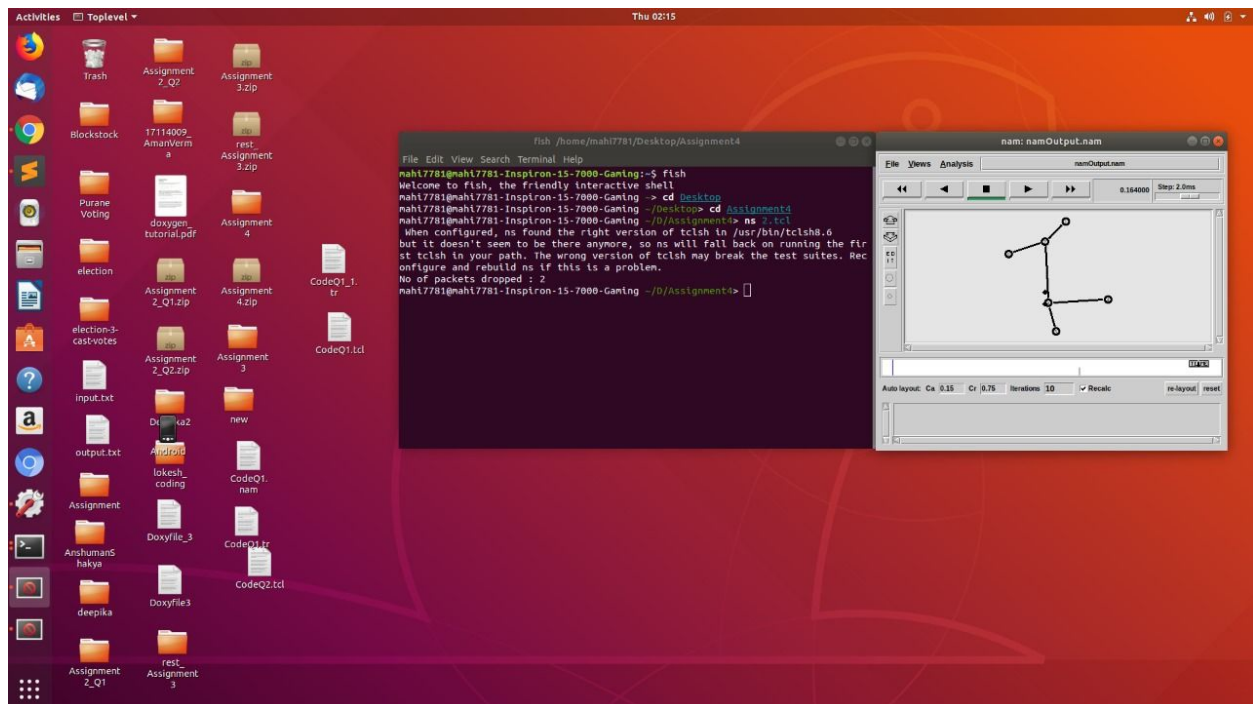 Activities Toplevel Thu 02:15
Trash
Assignment
2_Q2
Assignment
3.zip
Blockstock
17114009_
AmanVerm
a
rest_
Assignment
3.zip
Purane
Voting
doxygen_
tutorial.pdf
Assignment
4
election
Assignment
2_Q1.zip
Assignment
4.zip
CodeQ1_1.
tr
election-3-
cast-votes
Assignment
2_Q2.zip
Assignment
3
CodeQ1.tcl
input.txt
new
Android
output.txt
lokesh_
coding
CodeQ1.
nam
Assignment
Doxyfile_3
CodeQ1.tr
AnshumanS
hakya
CodeQ2.tcl
deepika
Doxyfile3
Assignment
2_Q1
rest_
Assignment
3
fish /home/mahi7781/Desktop/Assignment4
File Edit View Search Terminal Help
mahi7781@mahi7781-Inspiron-15-7000-Gaming:~$ fish
Welcome to fish, the friendly interactive shell
mahi7781@mahi7781-Inspiron-15-7000-Gaming ~> cd Desktop
mahi7781@mahi7781-Inspiron-15-7000-Gaming ~/Desktop> cd Assignment4
mahi7781@mahi7781-Inspiron-15-7000-Gaming ~/D/Assignment4> ns 2.tcl
When configured, ns found the right version of tclsh in /usr/bin/tclsh8.6
but it doesn't seem to be there anymore, so ns will fall back on running the fir
st tclsh in your path. The wrong version of tclsh may break the test suites. Rec
onfigure and rebuild ns if this is a problem.
No of packets dropped : 2
mahi7781@mahi7781-Inspiron-15-7000-Gaming ~/D/Assignment4>
nam: namOutput.nam
File Views Analysis namOutput.nam
0.164000 Step: 2.0ms
Auto layout: Ca 0.15 Cr 0.75 Iterations 10 Recalc re-layout reset